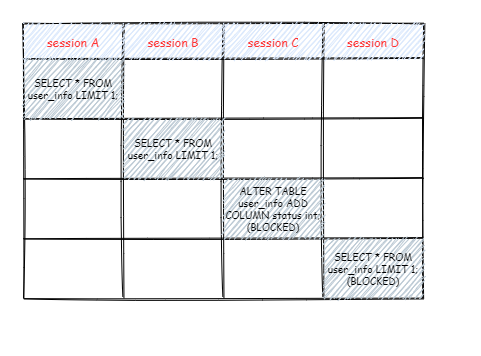 session A
session B
session C
session D
SELECT * FROM
user_info LIMIT 1;
SELECT * FROM
user_info LIMIT 1;
ALTER TABLE
user_info ADD
COLUMN status int;
(BLOCKED)
SELECT * FROM
user_info LIMIT 1;
(BLOCKED)